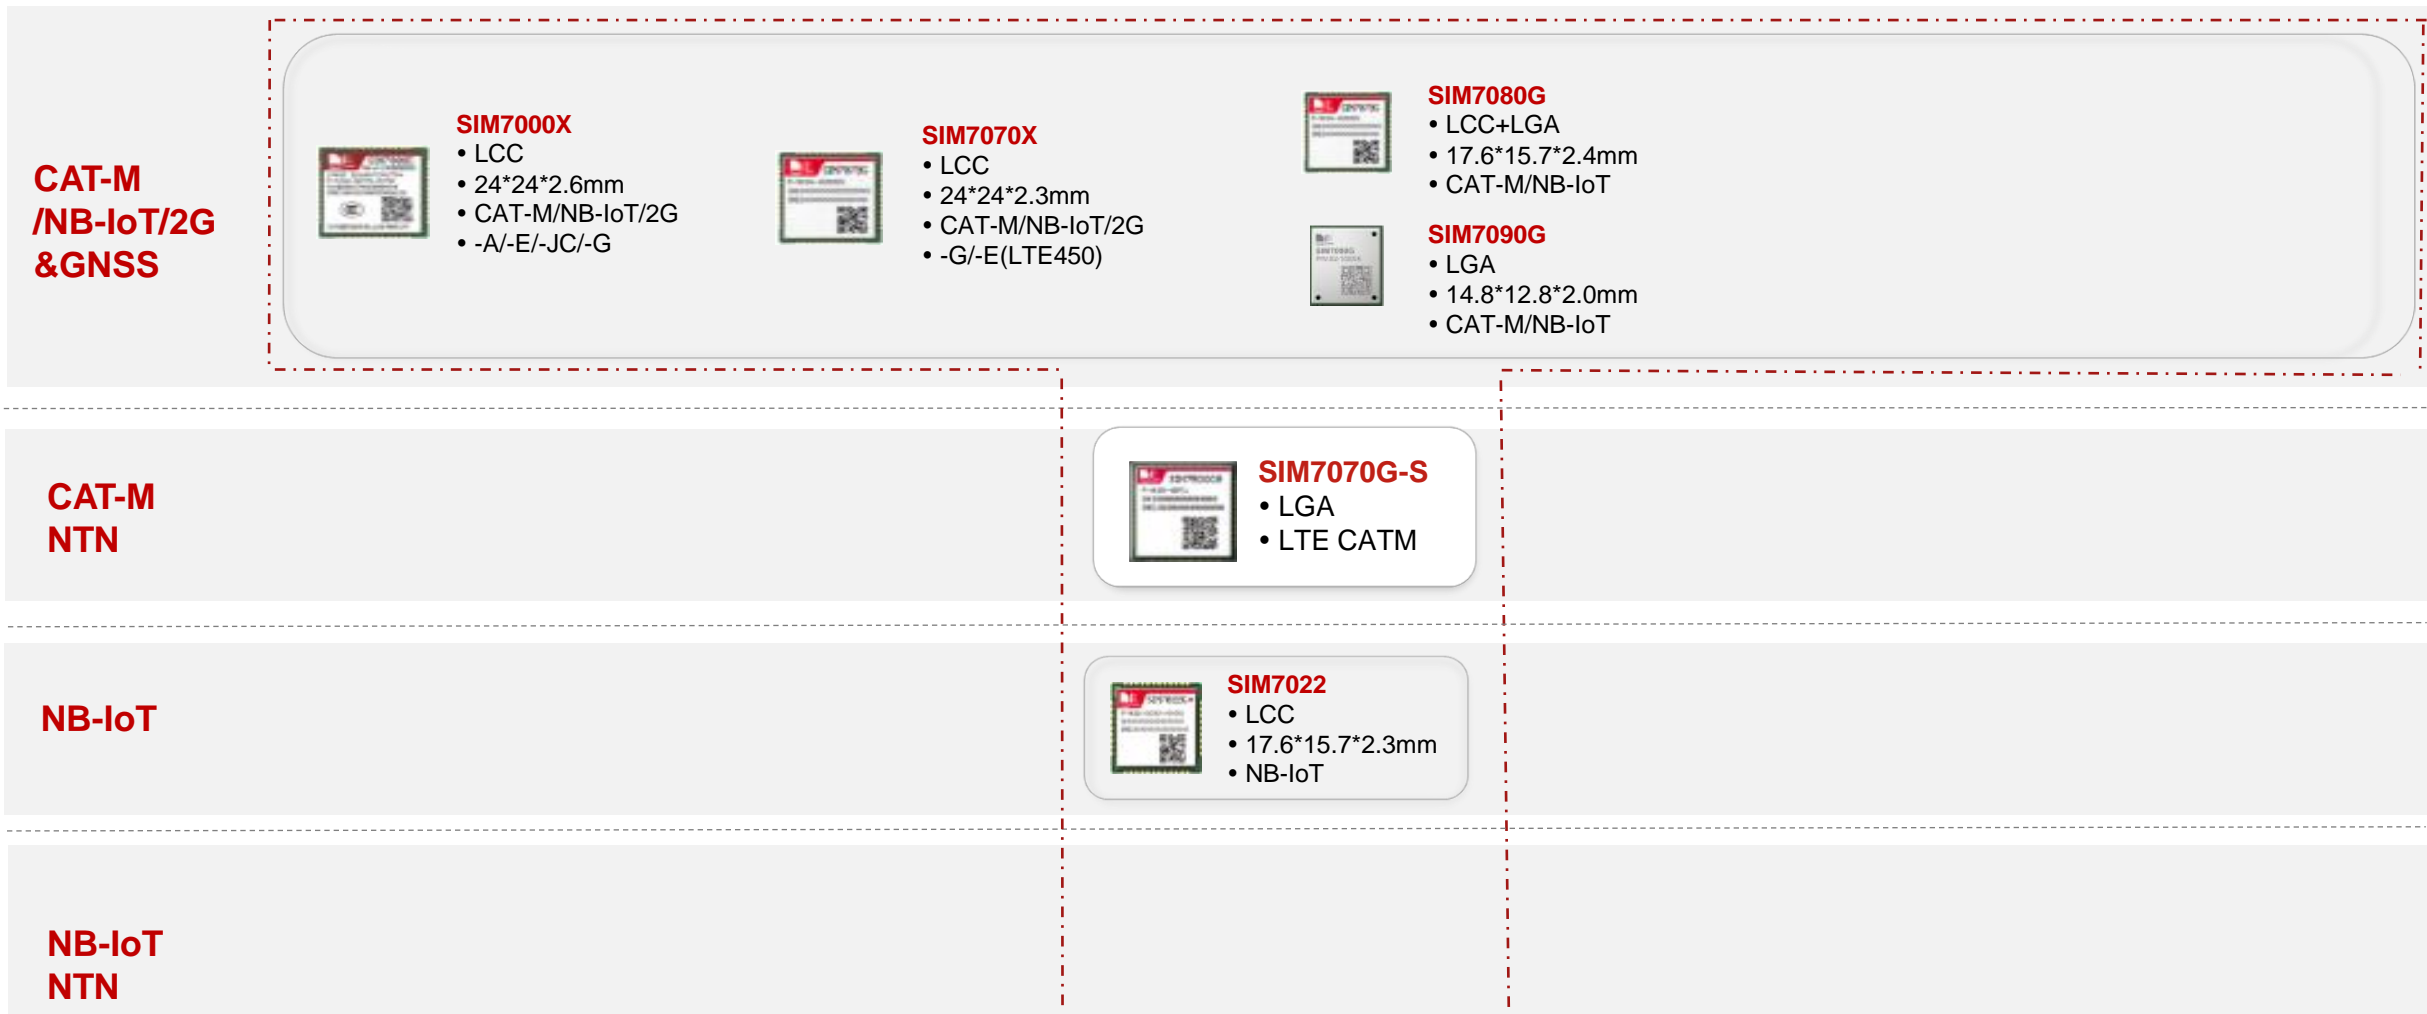 CAT-M
/NB-IoT/2G
&GNSS
SIM7000X
• LCC
• 24*24*2.6mm
• CAT-M/NB-IoT/2G
• -A/-E/-JC/-G
SIM7070X
• LCC
• 24*24*2.3mm
• CAT-M/NB-IoT/2G
• -G/-E(LTE450)
SIM7080G
• LCC+LGA
• 17.6*15.7*2.4mm
• CAT-M/NB-IoT
SIM7090G
• LGA
• 14.8*12.8*2.0mm
• CAT-M/NB-IoT
CAT-M
NTN
SIM7070G-S
• LGA
• LTE CATM
NB-IoT
SIM7022
• LCC
• 17.6*15.7*2.3mm
• NB-IoT
NB-IoT
NTN